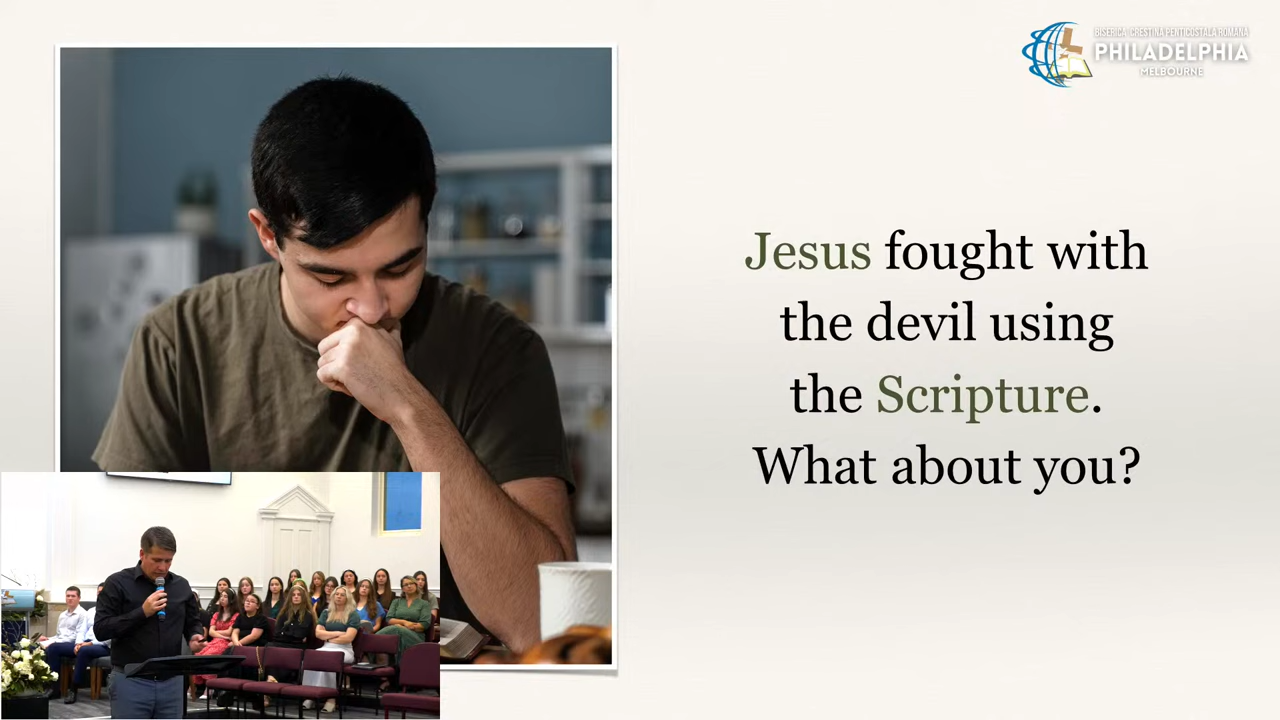 BISERICA CREȘTINĂ PENTICOSTALĂ ROMÂNĂ
PHILADELPHIA
MELBOURNE
Jesus fought with
the devil using
the Scripture.
What about you?